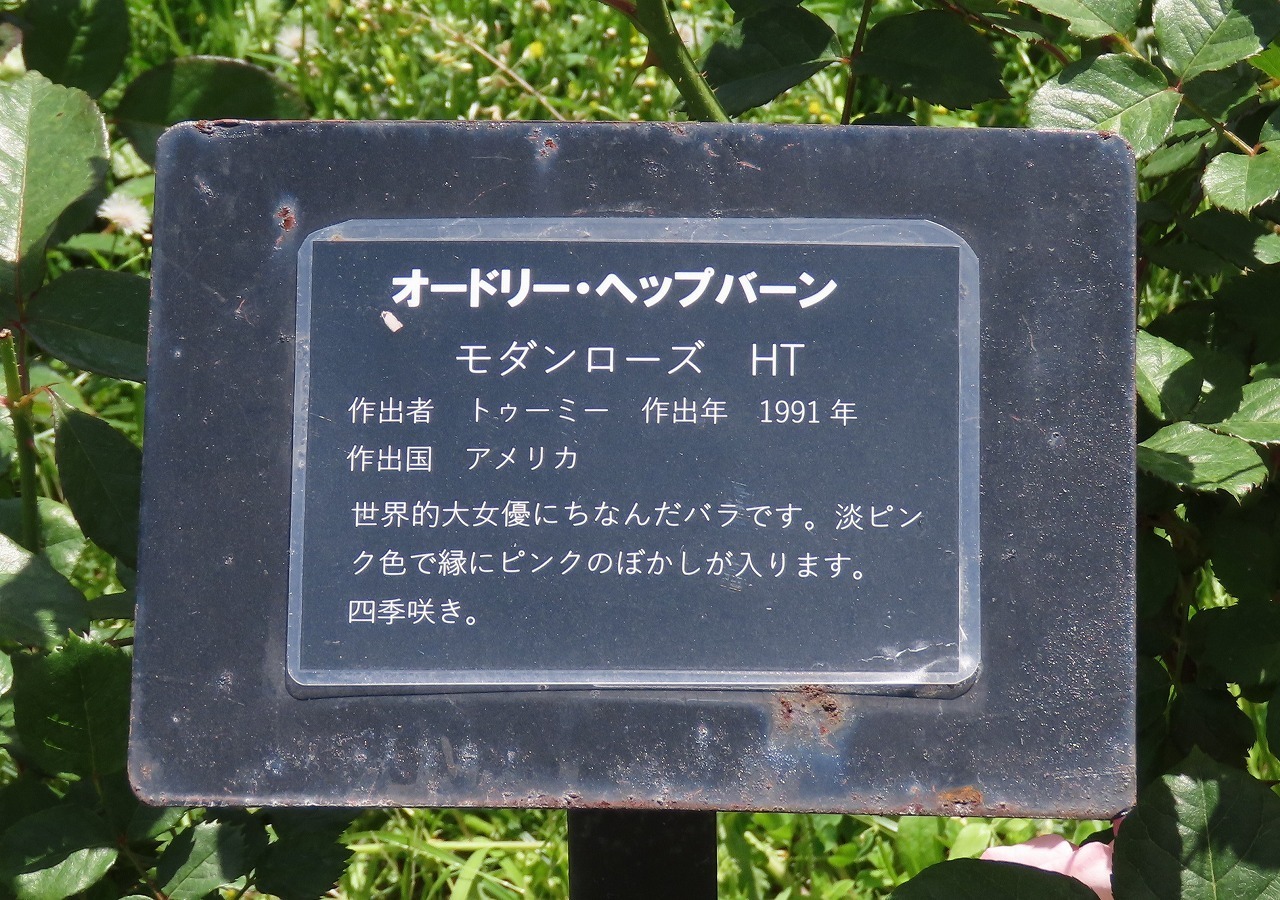 オードリー・ヘップバーン
モダンローズ　HT
作出者　トゥーミー　作出年　1991年
作出国　アメリカ
世界的大女優にちなんだバラです。淡ピン
ク色で縁にピンクのぼかしが入ります。
四季咲き。